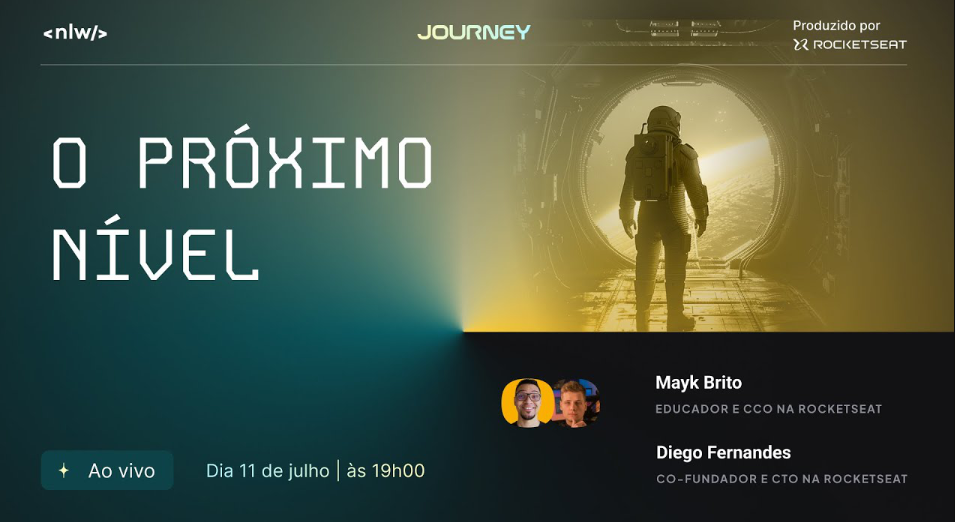 <nlw/>
JOURNEY
Produzido por
ROCKETSEAT
O PRÓXIMO
NÍVEL
Mayk Brito
EDUCADOR E CCO NA ROCKETSEAT
Diego Fernandes
CO-FUNDADOR E CTO NA ROCKETSEAT
Ao vivo
Dia 11 de julho | às 19h00